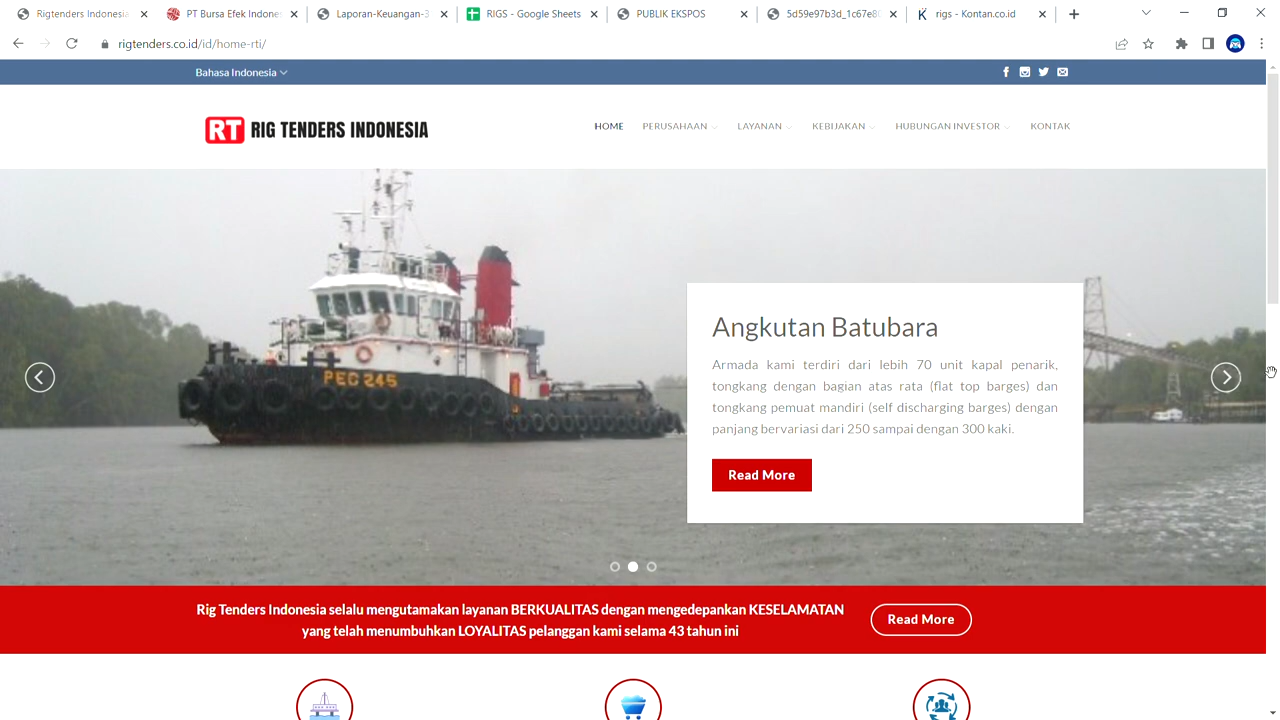 Rigtenders Indonesia
PT Bursa Efek Indones
Laporan-Keuangan-3
RIGS - Google Sheets
PUBLIK EKSPOS
5d59e97b3d_1c67e80
rigs - Kontan.co.id
rigtenders.co.id/id/home-rti/
Bahasa Indonesia
RT RIG TENDERS INDONESIA
HOME
PERUSAHAAN
LAYANAN
KEBIJAKAN
HUBUNGAN INVESTOR
KONTAK
PEC 245
Angkutan Batubara
Armada kami terdiri dari lebih 70 unit kapal penarik,
tongkang dengan bagian atas rata (flat top barges) dan
tongkang pemuat mandiri (self discharging barges) dengan
panjang bervariasi dari 250 sampai dengan 300 kaki.
Read More
Rig Tenders Indonesia selalu mengutamakan layanan BERKUALITAS dengan mengedepankan KESELAMATAN
yang telah menumbuhkan LOYALITAS pelanggan kami selama 43 tahun ini
Read More